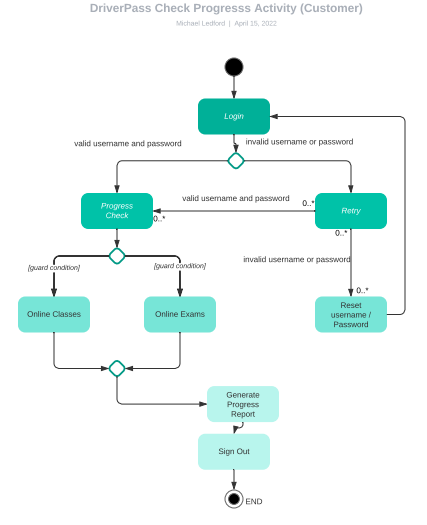 DriverPass Check Progresss Activity (Customer)
Michael Ledford | April 15, 2022
Login
valid username and password
invalid username or password
Progress
Check
0..*
valid username and password
0..*
Retry
0..*
invalid username or password
[guard condition]
[guard condition]
0..*
Online Classes
Online Exams
Reset
username /
Password
Generate
Progress
Report
Sign Out
END